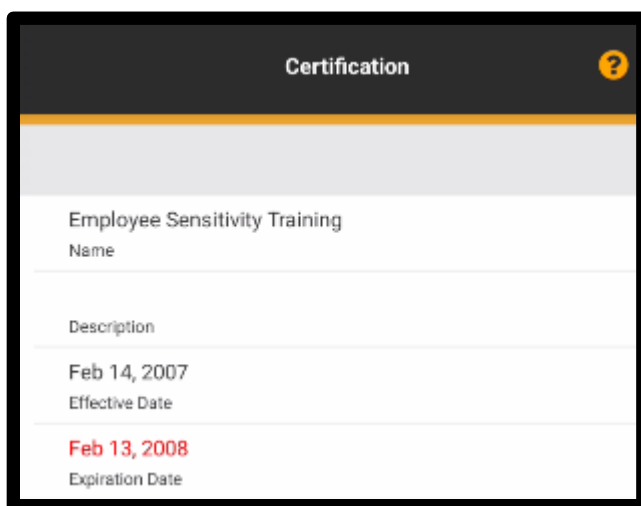 Certification
?
Employee Sensitivity Training
Name
Description
Feb 14, 2007
Effective Date
Feb 13, 2008
Expiration Date